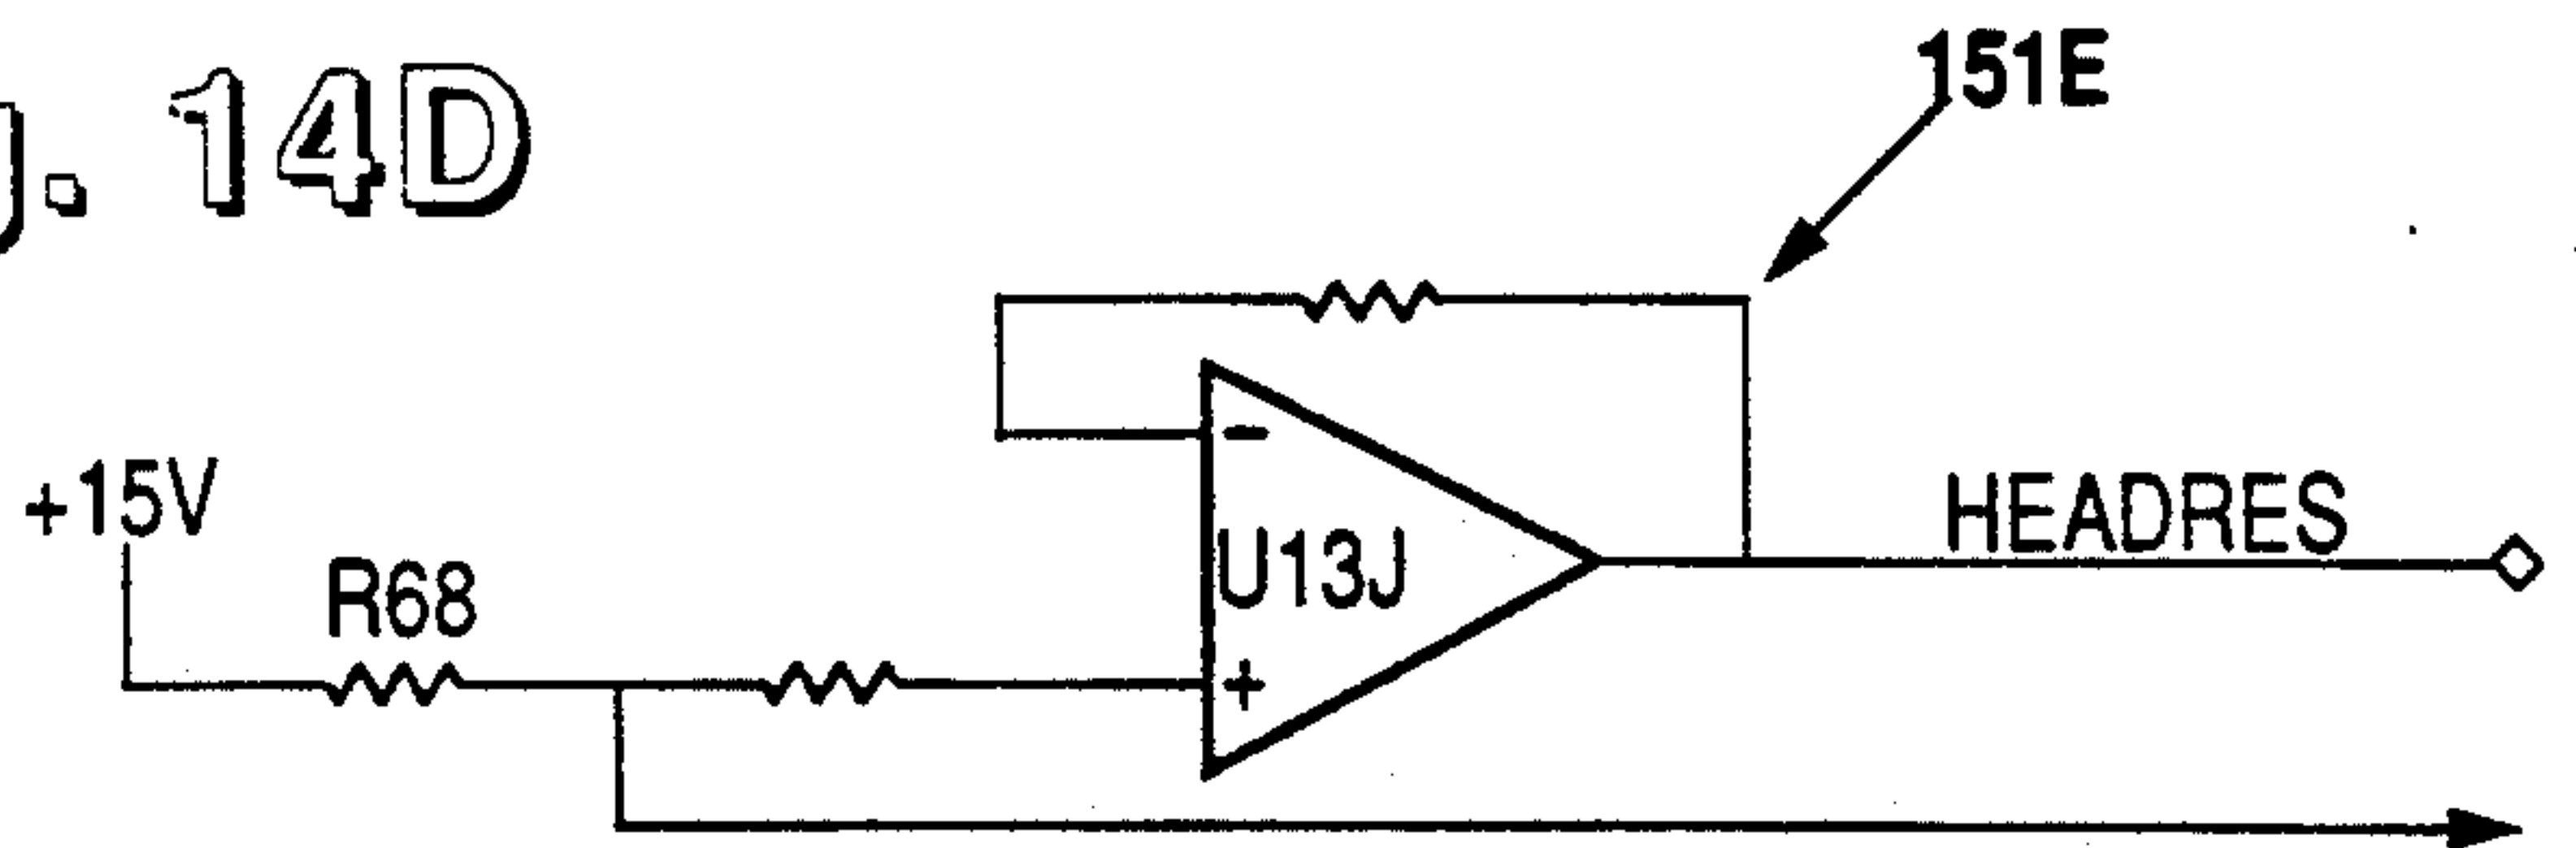 g. 14D
151E
+15V
R68
-
U13J
+
HEADRES